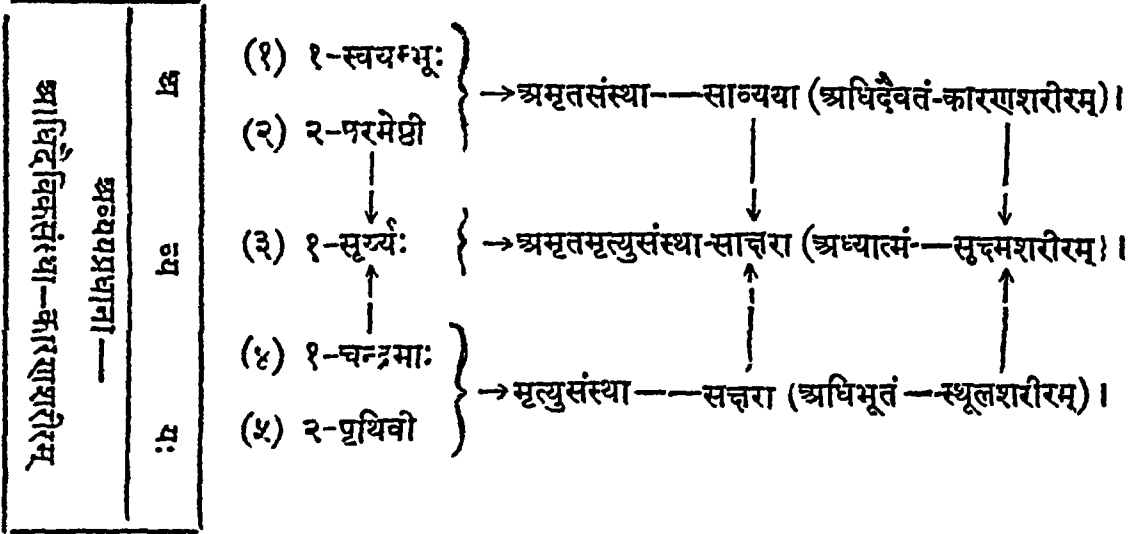 (१) १-स्वयम्भूः
→अमृतसंस्था-—साव्यया (अधिदैवतं-कारणशरीरम्)।
(२) २-परमेष्ठी
(३) १-सूर्य्यः
→अमृतमृत्युसंस्था-साक्षरा (अध्यात्मं-—सूक्ष्मशरीरम्)।
(४) १-चन्द्रमाः
→मृत्युसंस्था——सक्षरा (अधिभूतं—-स्थूलशरीरम्)।
(५) २-पृथिवी
अ
व्य
यः
अव्ययप्रधाना—
आधिदैविकसंस्था—कारणशरीरम्